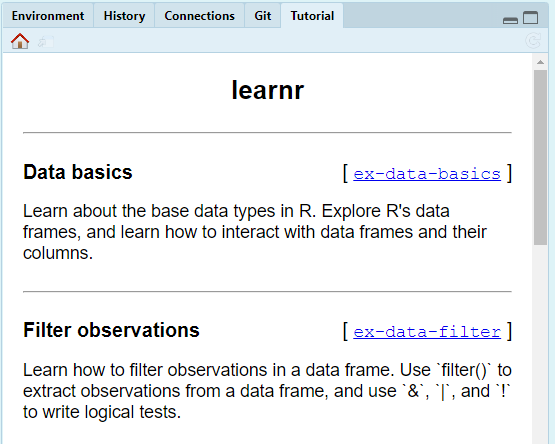 Environment History Connections Git Tutorial
learnr
Data basics [ ex-data-basics ]
Learn about the base data types in R. Explore R's data
frames, and learn how to interact with data frames and their
columns.
Filter observations [ ex-data-filter ]
Learn how to filter observations in a data frame. Use `filter()` to
extract observations from a data frame, and use `&`, `|`, and `!`
to write logical tests.